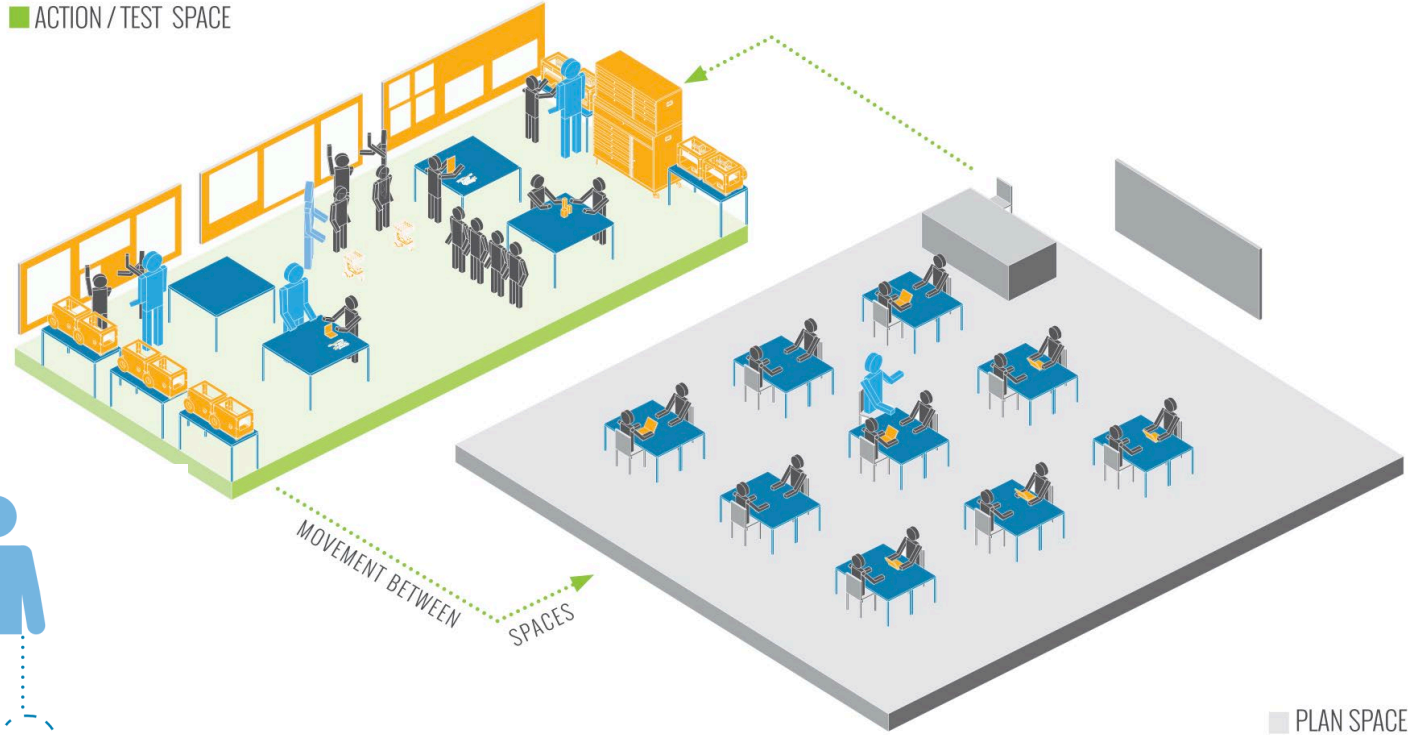 ACTION / TEST SPACE
MOVEMENT BETWEEN
SPACES
PLAN SPACE